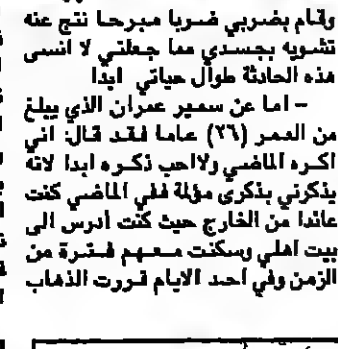 وقام بضربي ضربا مبرحا نتج عنه
تشويه بجسدي مما جعلتي لا انسى
هذه الحادثة طوال حياتي ابدا
– اما عن سمير عمران الذي يبلغ
من العمر (٢٦) عاما فقد قال: اني
اكره الماضي ولااحب ذكره ابدا لانه
يذكرني بذكرى مؤلمة ففي الماضي كنت
عائدا من الخارج حيث كنت أدرس الى
بيت اهلي وسكنت معهم فترة من
الزمن وفي احد الايام قررت الذهاب